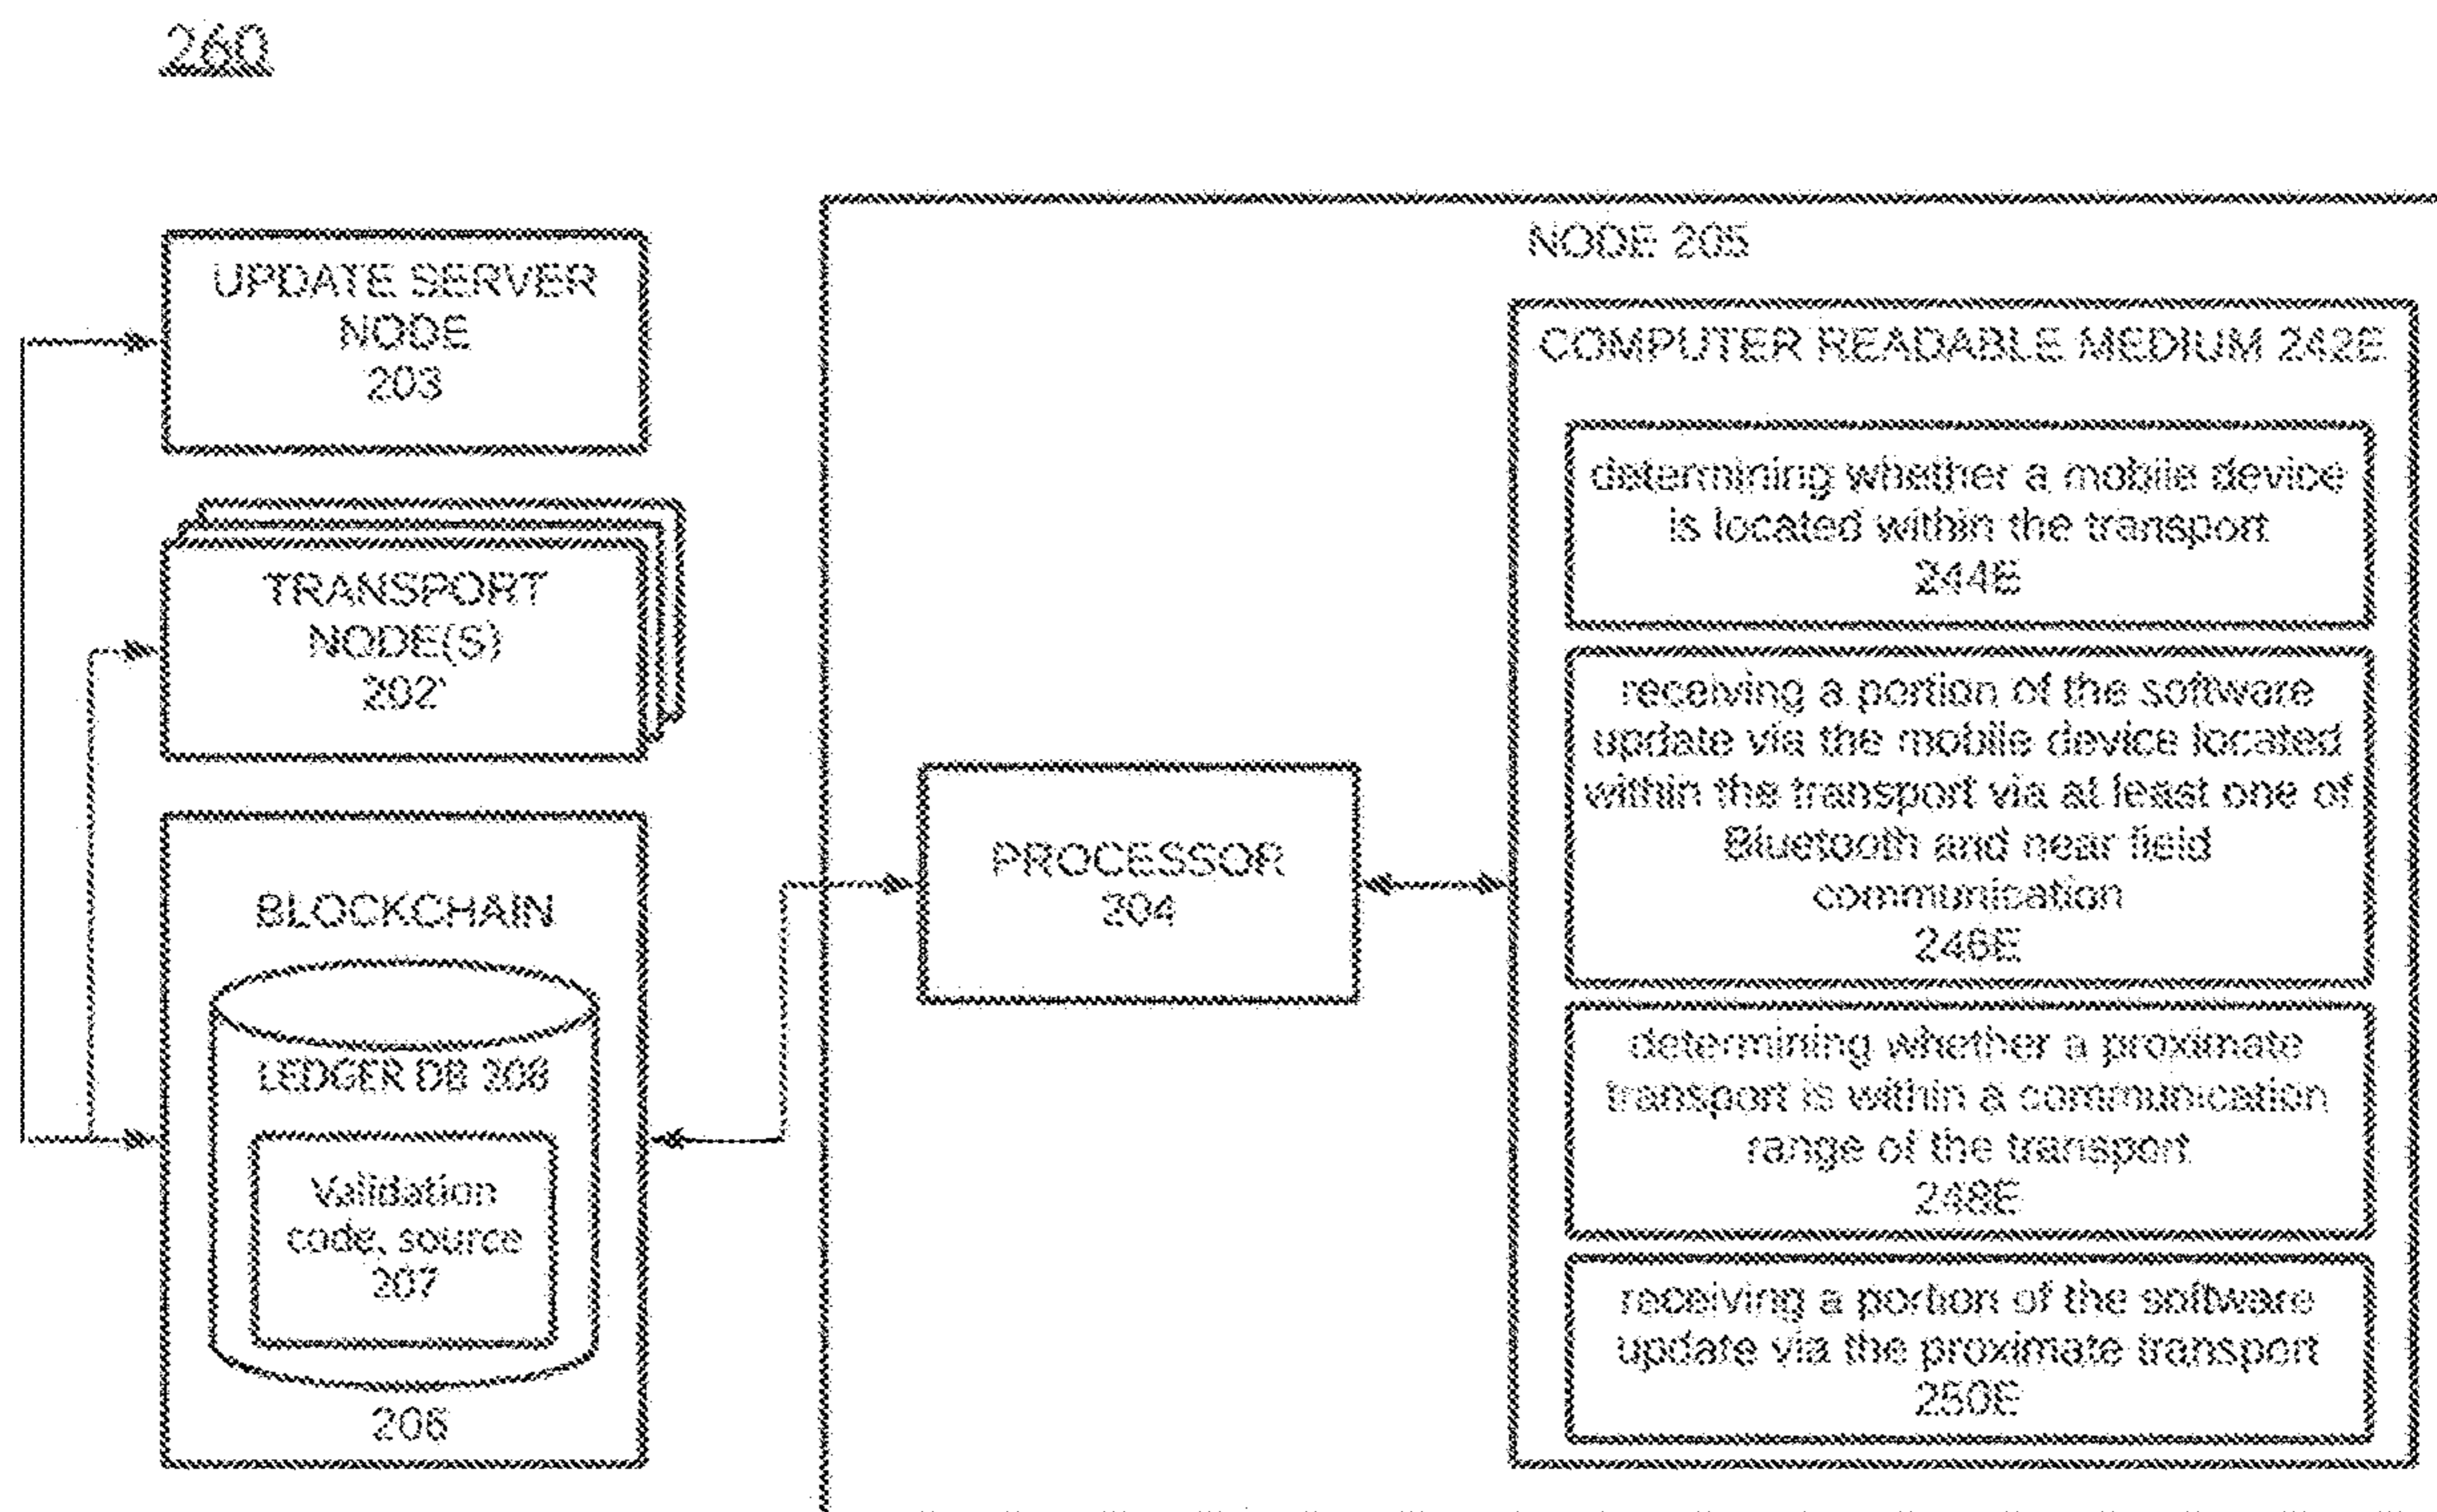 260
UPDATE SERVER
NODE
203
TRANSPORT
NODE(S)
202'
BLOCKCHAIN
LEDGER DB 208
Validation
code, source
207
206
NODE 205
PROCESSOR
204
COMPUTER READABLE MEDIUM 242E
determining whether a mobile device
is located within the transport
244E
receiving a portion of the software
update via the mobile device located
within the transport via at least one of
Bluetooth and near field
communication
246E
determining whether a proximate
transport is within a communication
range of the transport
248E
receiving a portion of the software
update via the proximate transport
250E